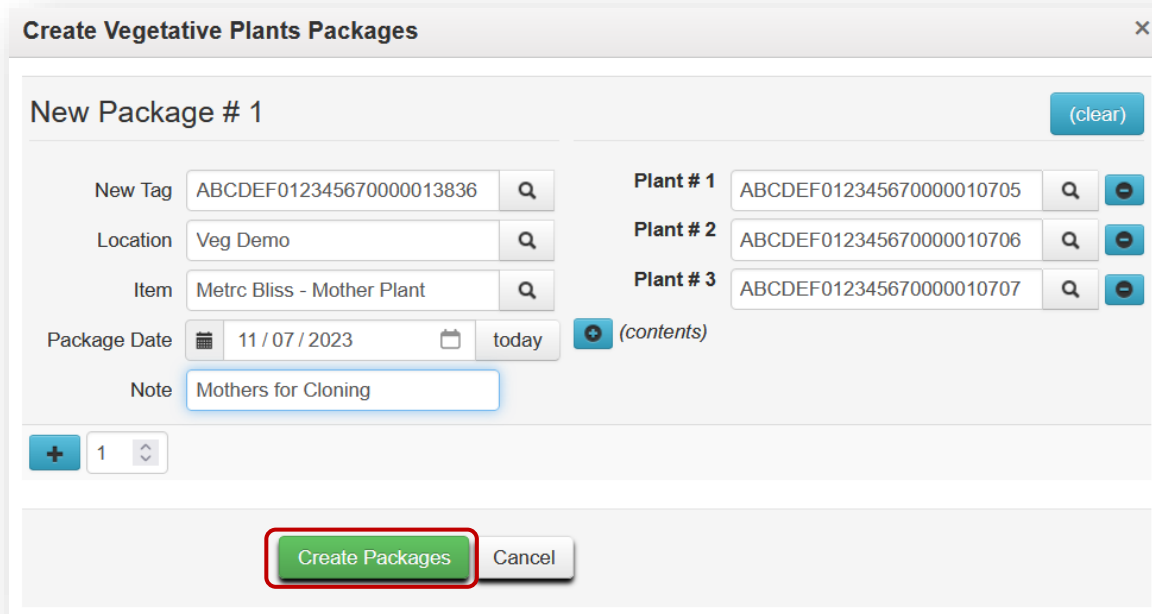 Create Vegetative Plants Packages ×
New Package # 1
(clear)
New Tag ABCDEF012345670000013836
Location Veg Demo
Item Metrc Bliss - Mother Plant
Package Date 11 / 07 / 2023 today
Note Mothers for Cloning
Plant # 1 ABCDEF012345670000010705
Plant # 2 ABCDEF012345670000010706
Plant # 3 ABCDEF012345670000010707
(contents)
1
Create Packages Cancel